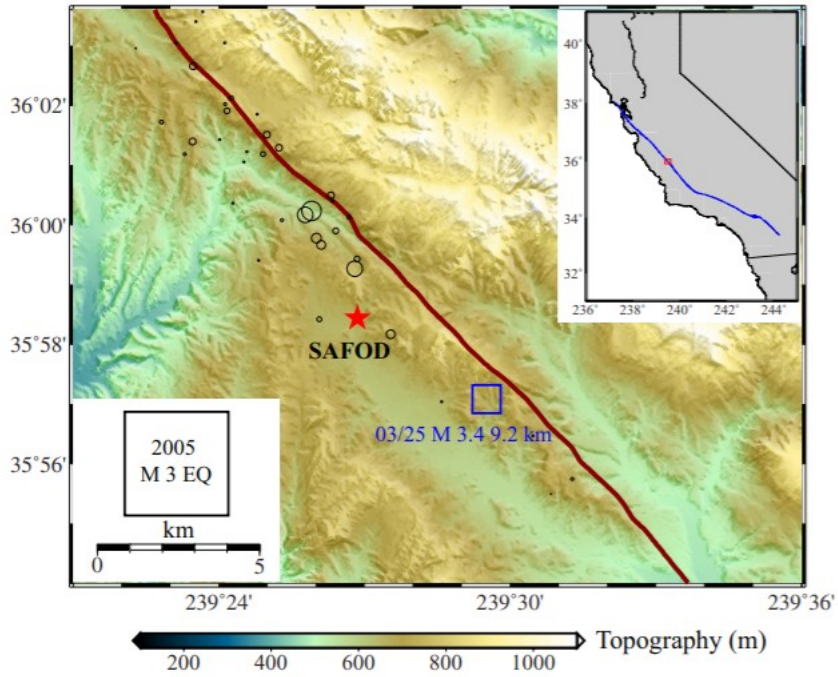 40˚
38˚
36˚
34˚
32˚
236˚ 238˚ 240˚ 242˚ 244˚
36˚02'
36˚00'
35˚58'
35˚56'
SAFOD
03/25 M 3.4 9.2 km
2005
M 3 EQ
km
0 5
239˚24' 239˚30' 239˚36'
Topography (m)
200 400 600 800 1000